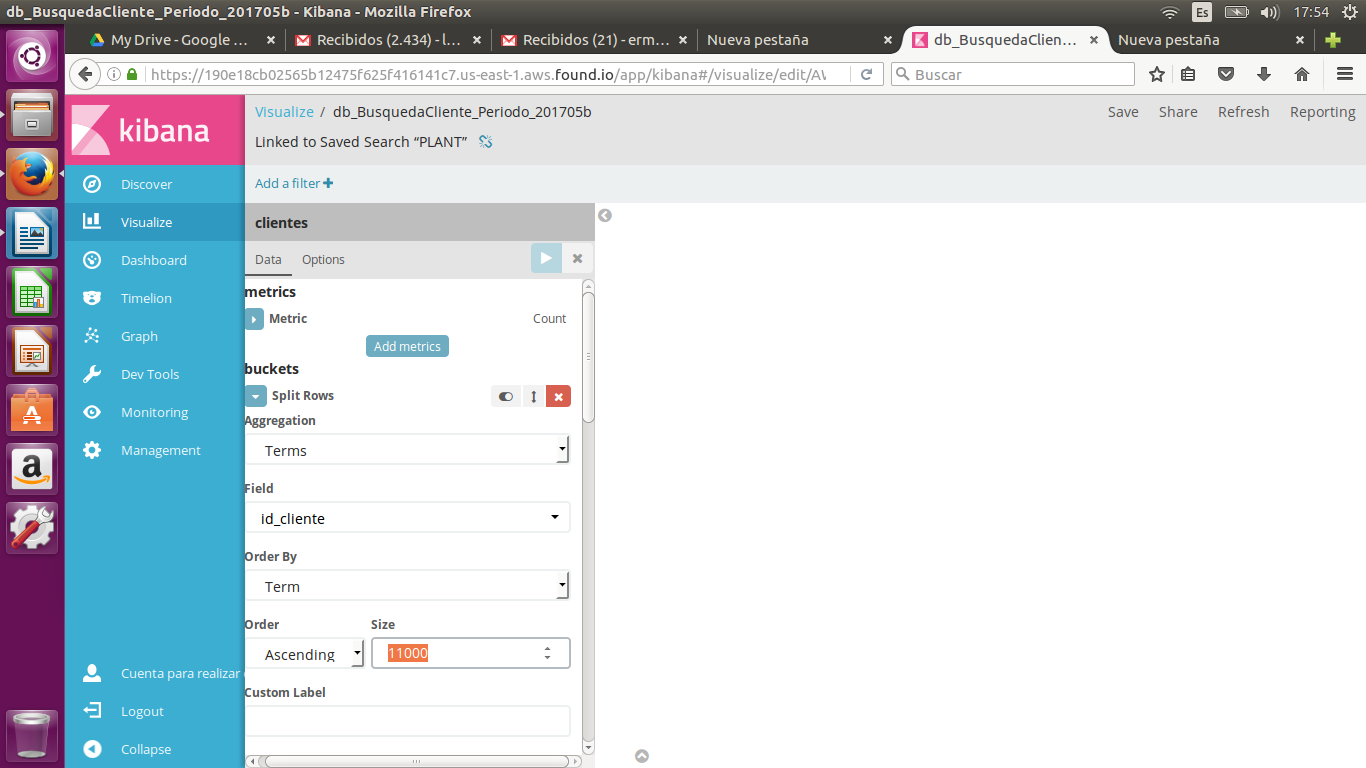 db_BusquedaCliente_Periodo_201705b - Kibana - Mozilla Firefox
Es
17:54
My Drive - Google ...
Recibidos (2.434) - l...
Recibidos (21) - erm...
Nueva pestaña
db_BusquedaClien...
Nueva pestaña
https://190e18cb02565b12475f625f416141c7.us-east-1.aws.found.io/app/kibana#/visualize/edit/AV
Buscar
kibana
Visualize / db_BusquedaCliente_Periodo_201705b
Save
Share
Refresh
Reporting
Linked to Saved Search “PLANT”
Add a filter
Discover
Visualize
Dashboard
Timelion
Graph
Dev Tools
Monitoring
Management
Cuenta para realizar
Logout
Collapse
clientes
Data
Options
metrics
Metric
Count
Add metrics
buckets
Split Rows
Aggregation
Terms
Field
id_cliente
Order By
Term
Order
Size
Ascending
11000
Custom Label